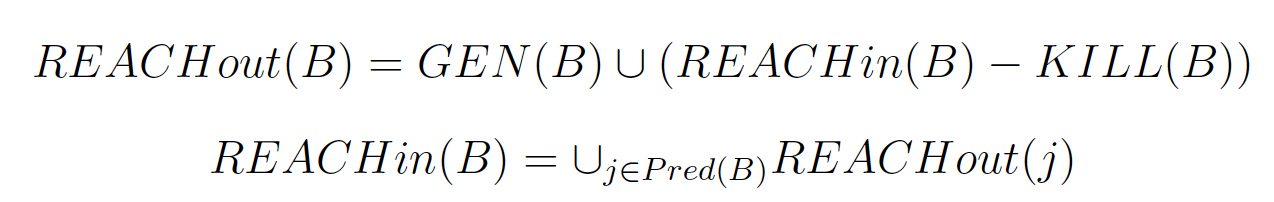 REACHout(B) = GEN(B) ∪ (REACHin(B) − KILL(B))
REACHin(B) = ∪_{j∈Pred(B)} REACHout(j)